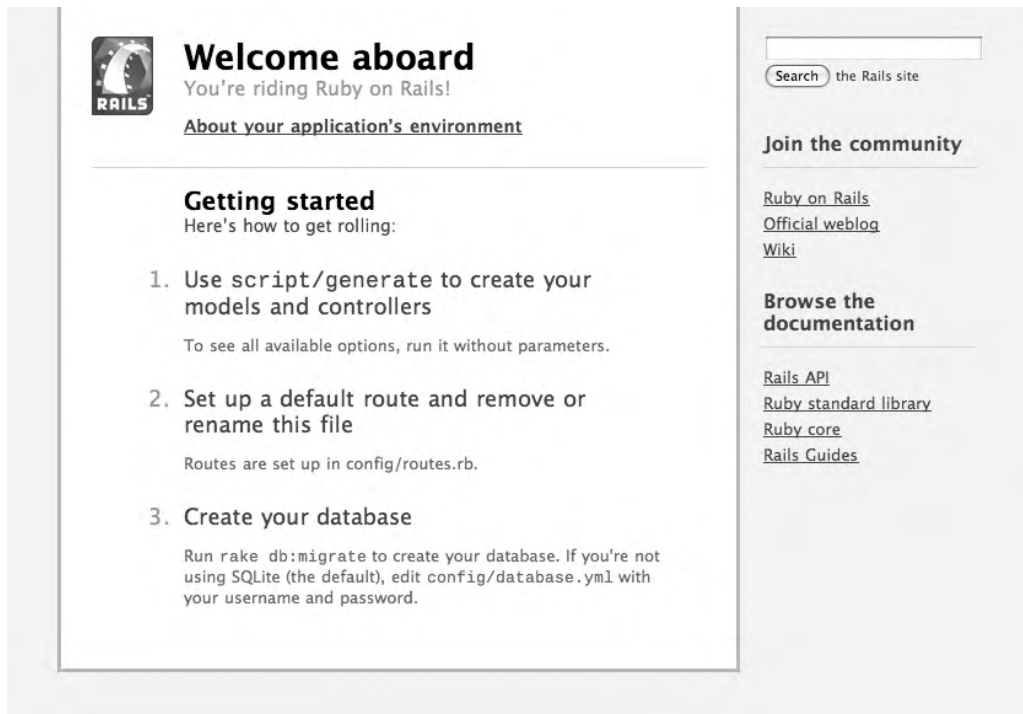 RAILS
Welcome aboard
You're riding Ruby on Rails!
About your application's environment
Getting started
Here's how to get rolling:
1. Use script/generate to create your
models and controllers
To see all available options, run it without parameters.
2. Set up a default route and remove or
rename this file
Routes are set up in config/routes.rb.
3. Create your database
Run rake db:migrate to create your database. If you're not
using SQLite (the default), edit config/database.yml with
your username and password.
Search the Rails site
Join the community
Ruby on Rails
Official weblog
Wiki
Browse the
documentation
Rails API
Ruby standard library
Ruby core
Rails Guides